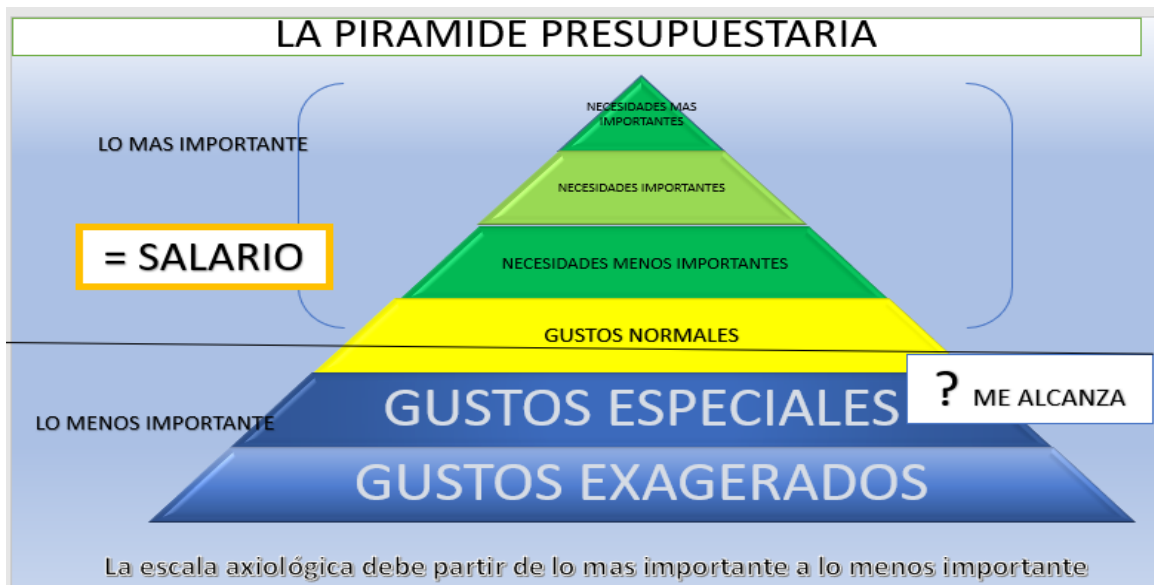 LA PIRAMIDE PRESUPUESTARIA
NECESIDADES MAS
IMPORTANTES
LO MAS IMPORTANTE
NECESIDADES IMPORTANTES
= SALARIO
NECESIDADES MENOS IMPORTANTES
GUSTOS NORMALES
? ME ALCANZA
GUSTOS ESPECIALES
LO MENOS IMPORTANTE
GUSTOS EXAGERADOS
La escala axiológica debe partir de lo mas importante a lo menos importante